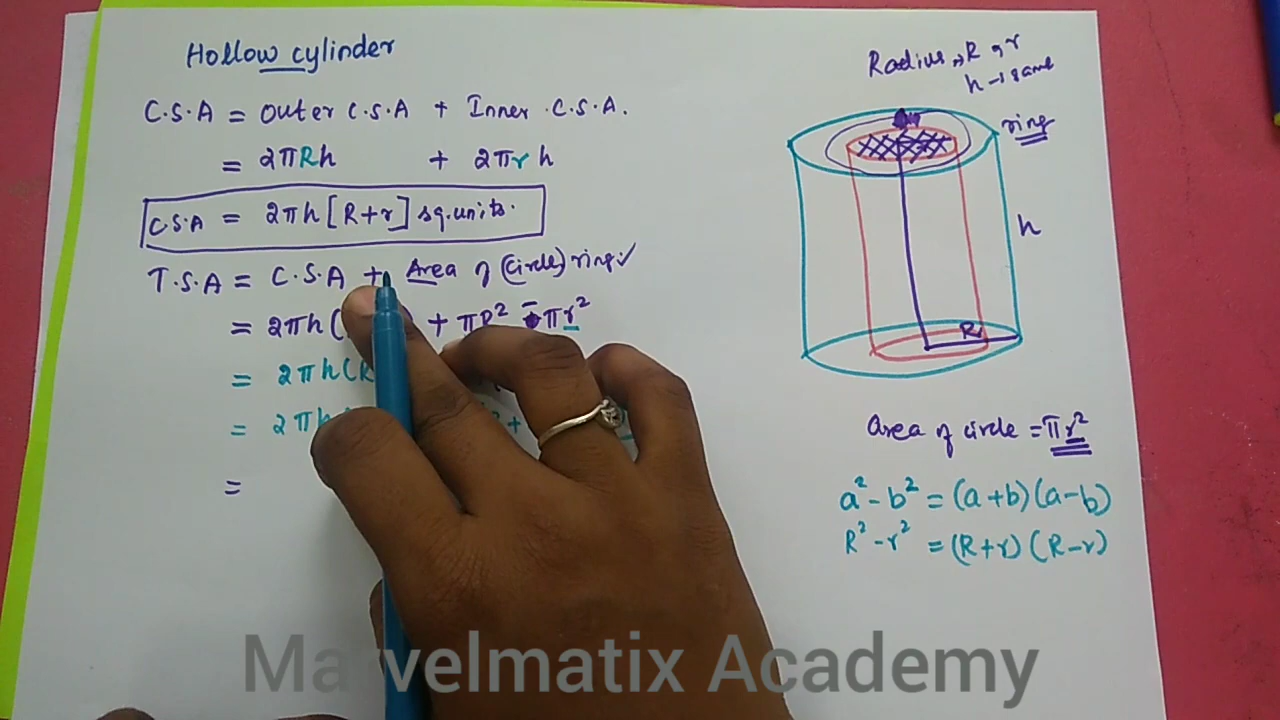 Hollow cylinder
C.S.A = Outer C.S.A + Inner C.S.A.
= 2πRh + 2πrh
C.S.A = 2πh [R+r] sq.units.
T.S.A = C.S.A + Area of (circle) ring ✓
= 2πh( + πR² - πr²
= 2πh(R
= 2πh
=
Radius → R, r
h → same
ring
h
R
Area of circle = πr²
a² - b² = (a+b)(a-b)
R² - r² = (R+r)(R-r)
Marvelmatix Academy